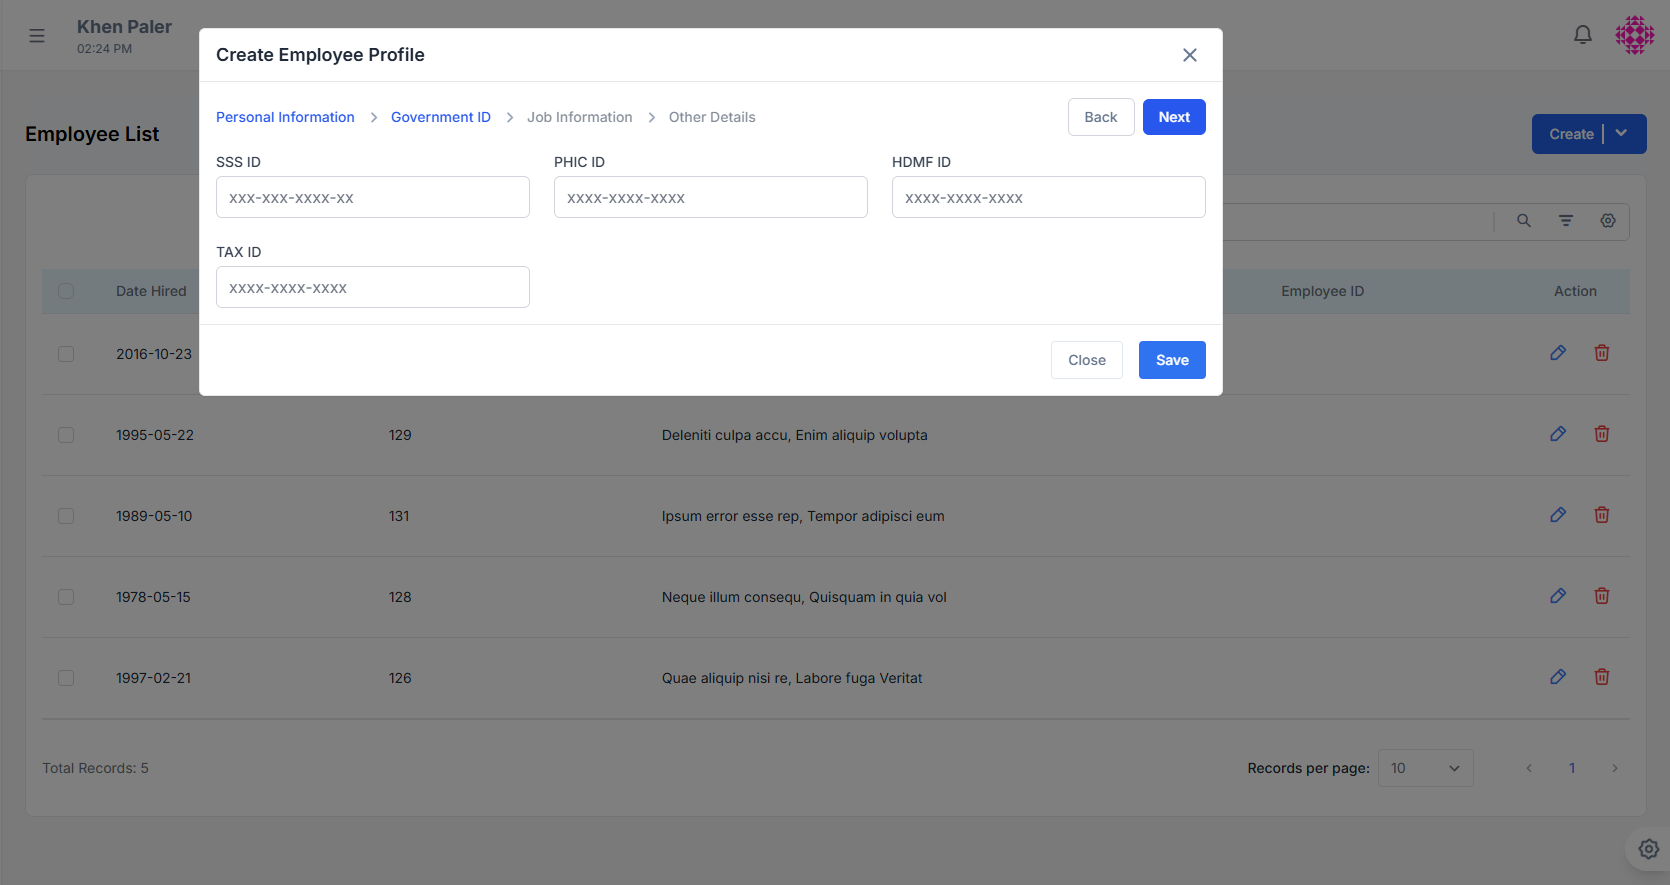 Khen Paler
02:24 PM
Create Employee Profile
Personal Information > Government ID > Job Information > Other Details
Back Next
Employee List
Create
SSS ID PHIC ID HDMF ID
xxx-xxx-xxxx-xx xxxx-xxxx-xxxx xxxx-xxxx-xxxx
TAX ID
xxxx-xxxx-xxxx
Date Hired Employee ID Action
2016-10-23
Close Save
1995-05-22 129 Deleniti culpa accu, Enim aliquip volupta
1989-05-10 131 Ipsum error esse rep, Tempor adipisci eum
1978-05-15 128 Neque illum consequ, Quisquam in quia vol
1997-02-21 126 Quae aliquip nisi re, Labore fuga Veritat
Total Records: 5 Records per page: 10 < 1 >